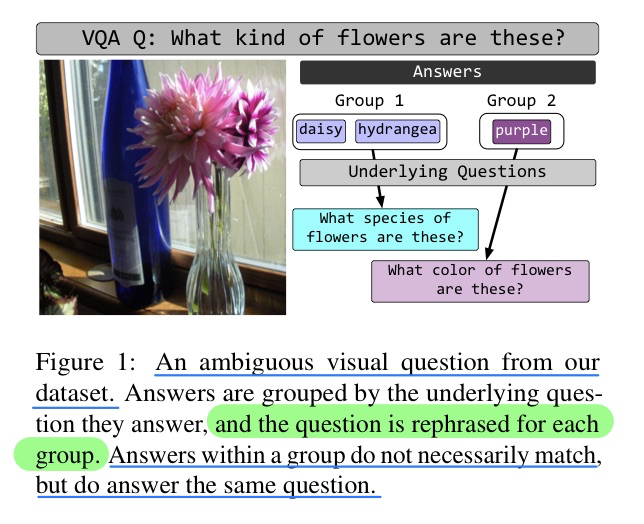 VQA Q: What kind of flowers are these?
Answers
Group 1
Group 2
daisy
hydrangea
purple
Underlying Questions
What species of
flowers are these?
What color of flowers
are these?
Figure 1: An ambiguous visual question from our
dataset. Answers are grouped by the underlying ques-
tion they answer, and the question is rephrased for each
group. Answers within a group do not necessarily match,
but do answer the same question.